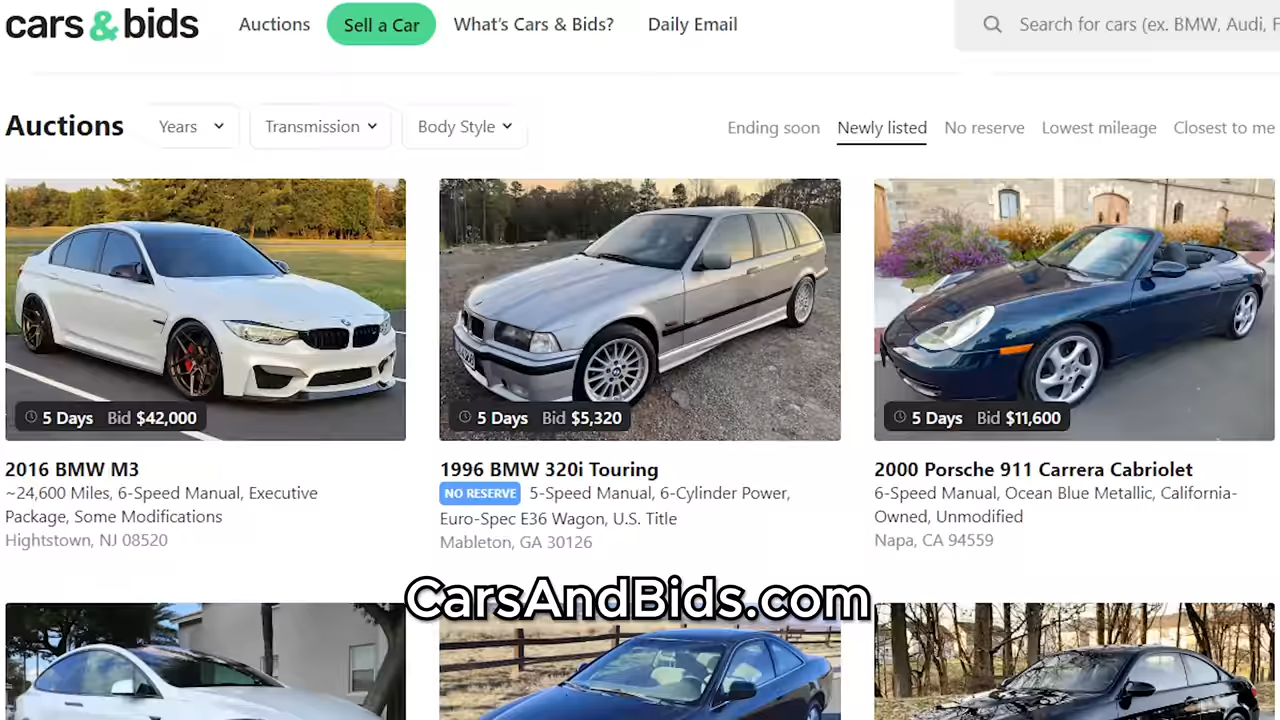 cars & bids
Auctions
Sell a Car
What's Cars & Bids?
Daily Email
Search for cars (ex. BMW, Audi, F
Auctions
Years
Transmission
Body Style
Ending soon
Newly listed
No reserve
Lowest mileage
Closest to me
5 Days Bid $42,000
5 Days Bid $5,320
5 Days Bid $11,600
2016 BMW M3
~24,600 Miles, 6-Speed Manual, Executive
Package, Some Modifications
Hightstown, NJ 08520
1996 BMW 320i Touring
NO RESERVE 5-Speed Manual, 6-Cylinder Power,
Euro-Spec E36 Wagon, U.S. Title
Mableton, GA 30126
2000 Porsche 911 Carrera Cabriolet
6-Speed Manual, Ocean Blue Metallic, California-
Owned, Unmodified
Napa, CA 94559
CarsAndBids.com